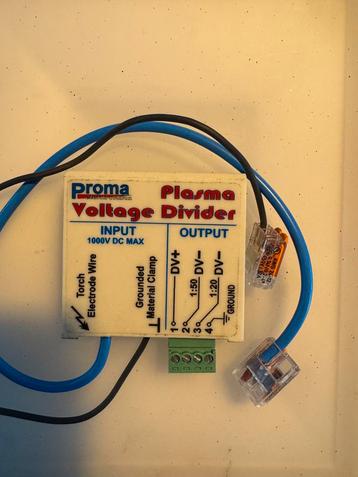 proma
Plasma
Voltage Divider
INPUT
1000V DC MAX
OUTPUT
Torch
Electrode Wire
Grounded
Material Clamp
1 DV+
2 1:50 DV−
3 1:20 DV−
4 GROUND